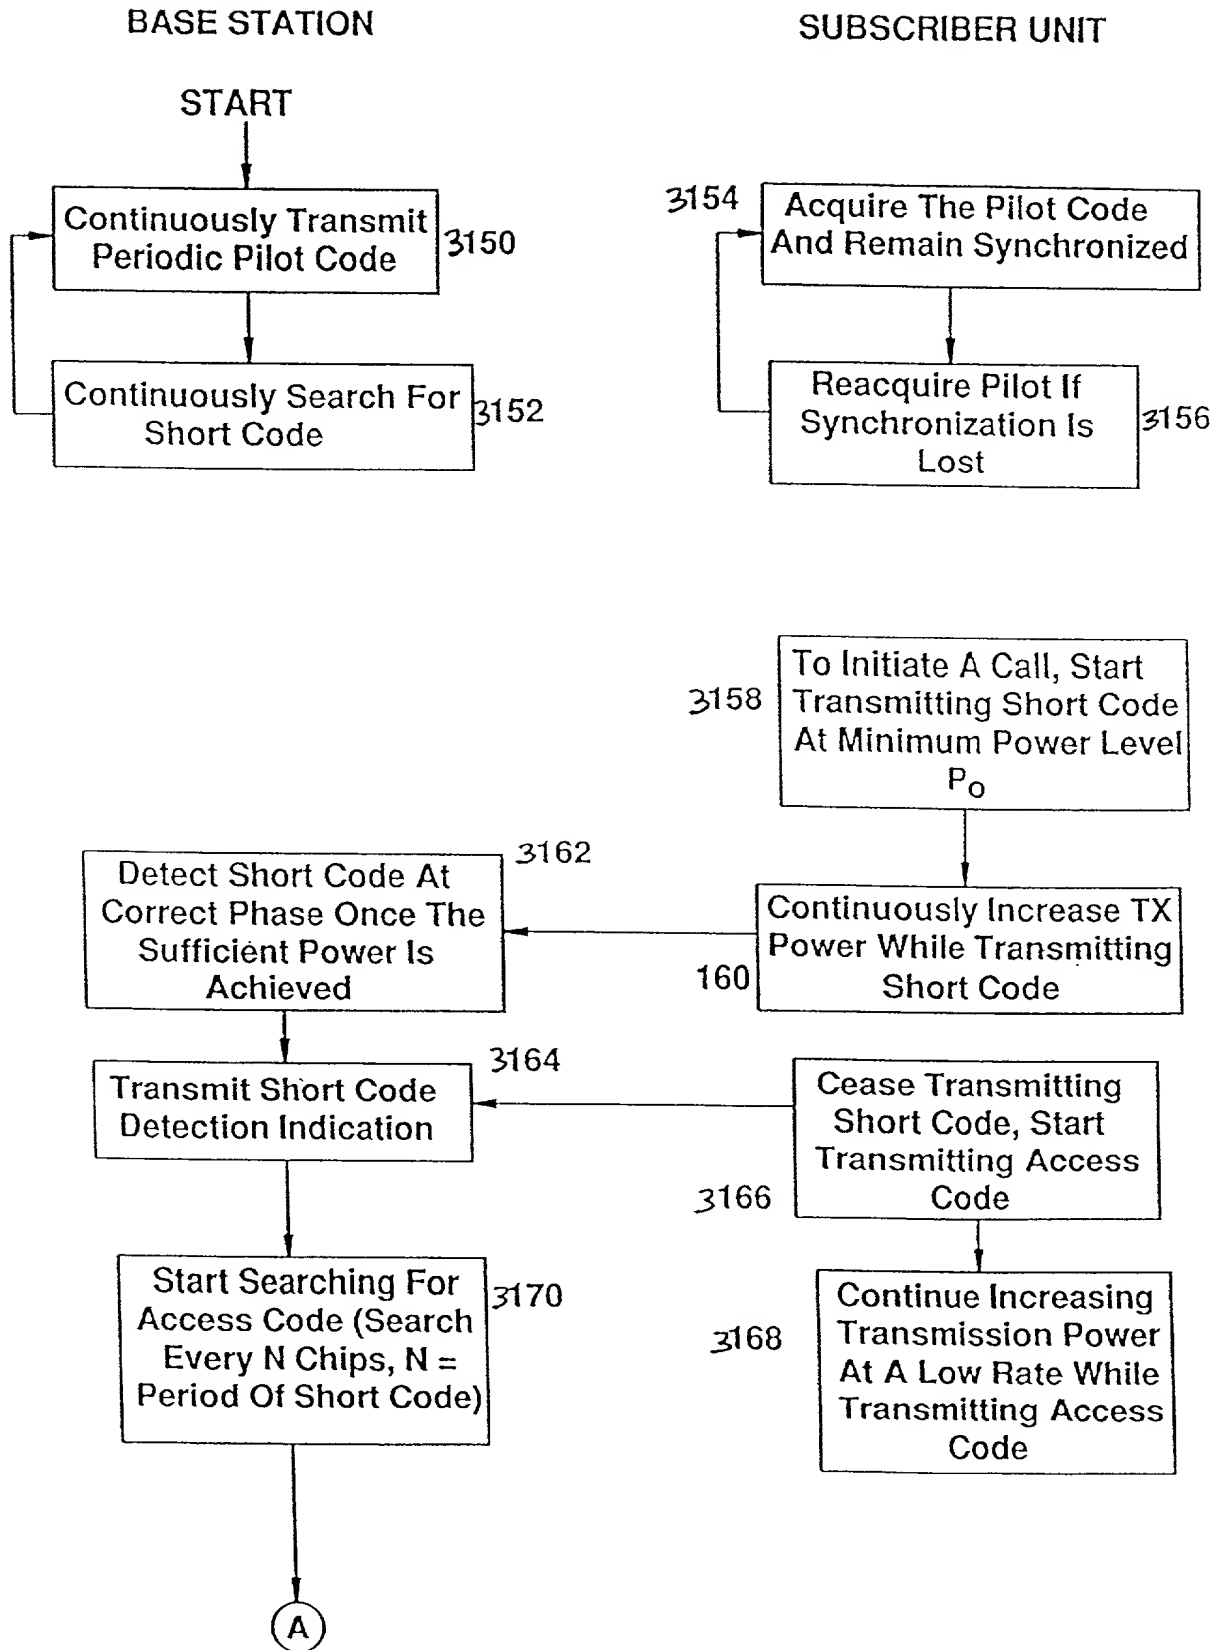 BASE STATION
SUBSCRIBER UNIT
START
Continuously Transmit
Periodic Pilot Code
3150
3154
Acquire The Pilot Code
And Remain Synchronized
Continuously Search For
Short Code
3152
Reacquire Pilot If
Synchronization Is
Lost
3156
3158
To Initiate A Call, Start
Transmitting Short Code
At Minimum Power Level
Po
3162
Detect Short Code At
Correct Phase Once The
Sufficient Power Is
Achieved
Continuously Increase TX
Power While Transmitting
Short Code
160
3164
Transmit Short Code
Detection Indication
Cease Transmitting
Short Code, Start
Transmitting Access
Code
3166
Start Searching For
Access Code (Search
Every N Chips, N =
Period Of Short Code)
3170
3168
Continue Increasing
Transmission Power
At A Low Rate While
Transmitting Access
Code
A